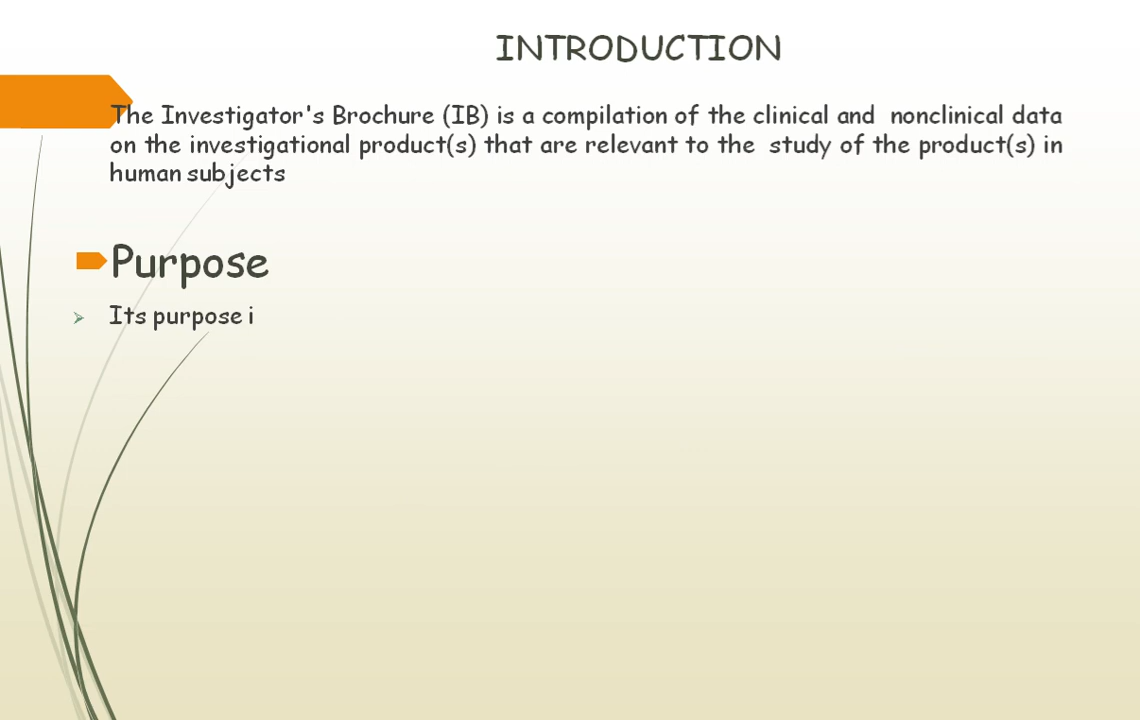 INTRODUCTION
The Investigator's Brochure (IB) is a compilation of the clinical and nonclinical data
on the investigational product(s) that are relevant to the study of the product(s) in
human subjects
Purpose
Its purpose i